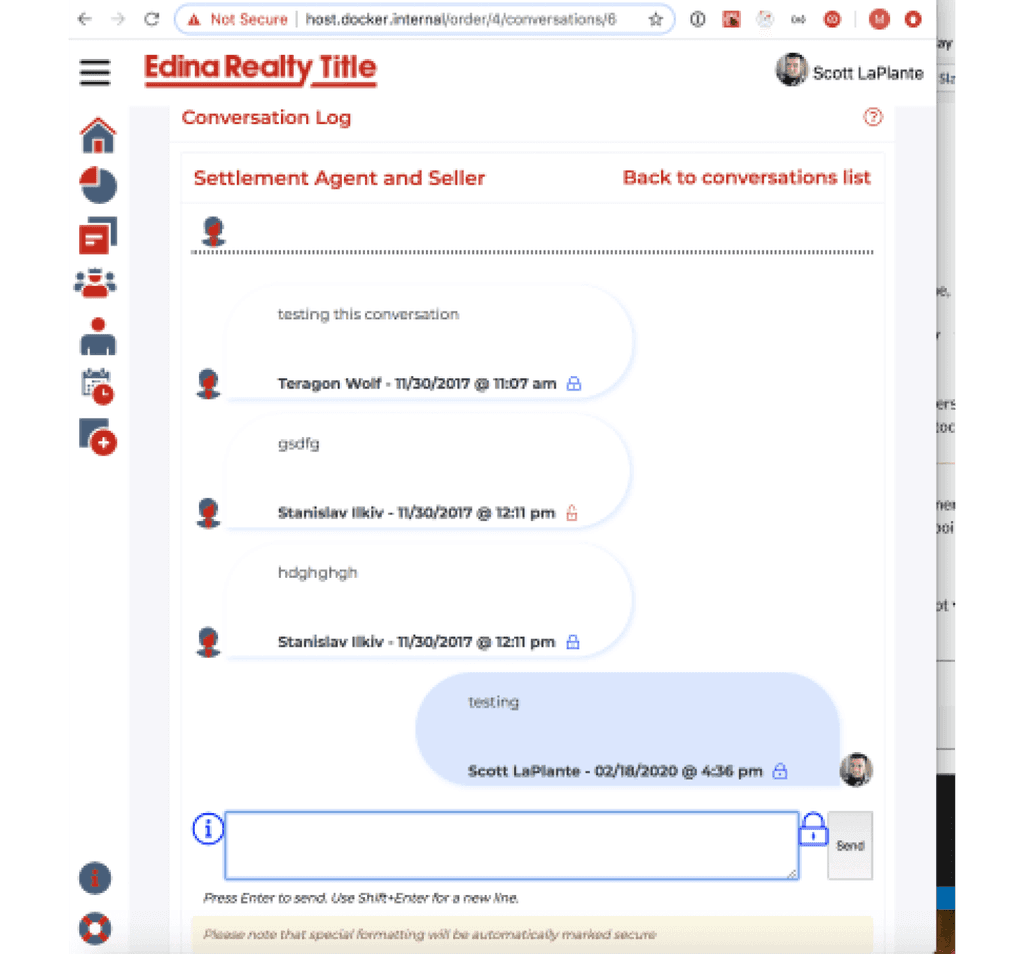 Not Secure | host.docker.internal/order/4/conversations/6
ay
Edina Realty Title
Scott LaPlante
Conversation Log
Settlement Agent and Seller
Back to conversations list
testing this conversation
Teragon Wolf - 11/30/2017 @ 11:07 am
gsdfg
Stanislav Ilkiv - 11/30/2017 @ 12:11 pm
hdghghgh
Stanislav Ilkiv - 11/30/2017 @ 12:11 pm
testing
Scott LaPlante - 02/18/2020 @ 4:36 pm
Send
Press Enter to send. Use Shift+Enter for a new line.
Please note that special formatting will be automatically marked secure